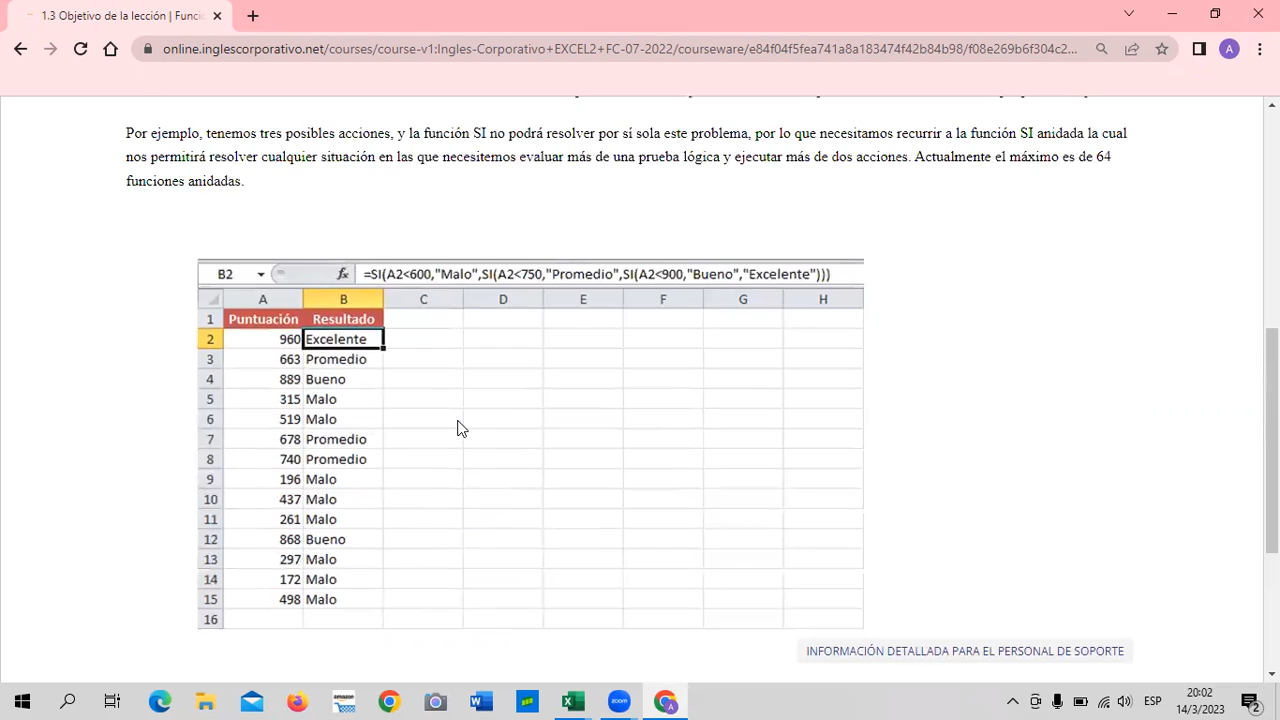 1.3 Objetivo de la lección | Funci
online.inglescorporativo.net/courses/course-v1:Ingles-Corporativo+EXCEL2+FC-07-2022/courseware/e84f04f5fea741a8a183474f42b84b98/f08e269b6f304c2...
A
Por ejemplo, tenemos tres posibles acciones, y la función SI no podrá resolver por sí sola este problema, por lo que necesitamos recurrir a la función SI anidada la cual
nos permitirá resolver cualquier situación en las que necesitemos evaluar más de una prueba lógica y ejecutar más de dos acciones. Actualmente el máximo es de 64
funciones anidadas.
B2 fx =SI(A2<600,"Malo",SI(A2<750,"Promedio",SI(A2<900,"Bueno","Excelente")))
A B C D E F G H
1 Puntuación Resultado
2 960 Excelente
3 663 Promedio
4 889 Bueno
5 315 Malo
6 519 Malo
7 678 Promedio
8 740 Promedio
9 196 Malo
10 437 Malo
11 261 Malo
12 868 Bueno
13 297 Malo
14 172 Malo
15 498 Malo
16
INFORMACIÓN DETALLADA PARA EL PERSONAL DE SOPORTE
amazon
zoom
ESP
20:02
14/3/2023
2